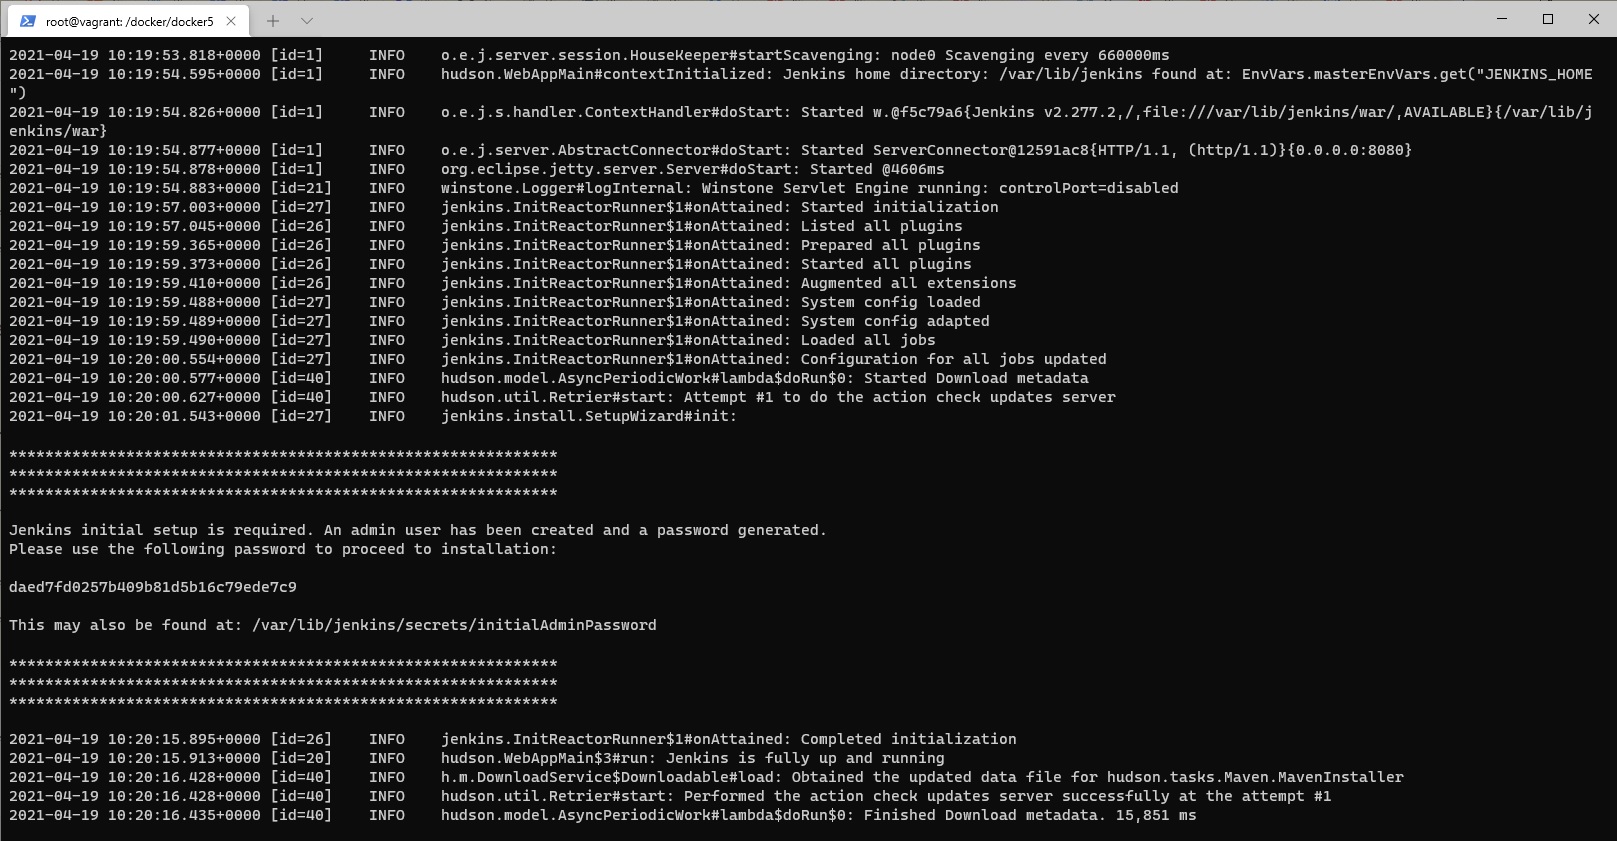 root@vagrant: /docker/docker5
2021-04-19 10:19:53.818+0000 [id=1]    INFO    o.e.j.server.session.HouseKeeper#startScavenging: node0 Scavenging every 660000ms
2021-04-19 10:19:54.595+0000 [id=1]    INFO    hudson.WebAppMain#contextInitialized: Jenkins home directory: /var/lib/jenkins found at: EnvVars.masterEnvVars.get("JENKINS_HOME
")
2021-04-19 10:19:54.826+0000 [id=1]    INFO    o.e.j.s.handler.ContextHandler#doStart: Started w.@f5c79a6{Jenkins v2.277.2,/,file:///var/lib/jenkins/war/,AVAILABLE}{/var/lib/j
enkins/war}
2021-04-19 10:19:54.877+0000 [id=1]    INFO    o.e.j.server.AbstractConnector#doStart: Started ServerConnector@12591ac8{HTTP/1.1, (http/1.1)}{0.0.0.0:8080}
2021-04-19 10:19:54.878+0000 [id=1]    INFO    org.eclipse.jetty.server.Server#doStart: Started @4606ms
2021-04-19 10:19:54.883+0000 [id=21]    INFO    winstone.Logger#logInternal: Winstone Servlet Engine running: controlPort=disabled
2021-04-19 10:19:57.003+0000 [id=27]    INFO    jenkins.InitReactorRunner$1#onAttained: Started initialization
2021-04-19 10:19:57.045+0000 [id=26]    INFO    jenkins.InitReactorRunner$1#onAttained: Listed all plugins
2021-04-19 10:19:59.365+0000 [id=26]    INFO    jenkins.InitReactorRunner$1#onAttained: Prepared all plugins
2021-04-19 10:19:59.373+0000 [id=26]    INFO    jenkins.InitReactorRunner$1#onAttained: Started all plugins
2021-04-19 10:19:59.410+0000 [id=26]    INFO    jenkins.InitReactorRunner$1#onAttained: Augmented all extensions
2021-04-19 10:19:59.488+0000 [id=27]    INFO    jenkins.InitReactorRunner$1#onAttained: System config loaded
2021-04-19 10:19:59.489+0000 [id=27]    INFO    jenkins.InitReactorRunner$1#onAttained: System config adapted
2021-04-19 10:19:59.490+0000 [id=27]    INFO    jenkins.InitReactorRunner$1#onAttained: Loaded all jobs
2021-04-19 10:20:00.554+0000 [id=27]    INFO    jenkins.InitReactorRunner$1#onAttained: Configuration for all jobs updated
2021-04-19 10:20:00.577+0000 [id=40]    INFO    hudson.model.AsyncPeriodicWork#lambda$doRun$0: Started Download metadata
2021-04-19 10:20:00.627+0000 [id=40]    INFO    hudson.util.Retrier#start: Attempt #1 to do the action check updates server
2021-04-19 10:20:01.543+0000 [id=27]    INFO    jenkins.install.SetupWizard#init:
*************************************************************
*************************************************************
*************************************************************
Jenkins initial setup is required. An admin user has been created and a password generated.
Please use the following password to proceed to installation:
daed7fd0257b409b81d5b16c79ede7c9
This may also be found at: /var/lib/jenkins/secrets/initialAdminPassword
*************************************************************
*************************************************************
*************************************************************
2021-04-19 10:20:15.895+0000 [id=26]    INFO    jenkins.InitReactorRunner$1#onAttained: Completed initialization
2021-04-19 10:20:15.913+0000 [id=20]    INFO    hudson.WebAppMain$3#run: Jenkins is fully up and running
2021-04-19 10:20:16.428+0000 [id=40]    INFO    h.m.DownloadService$Downloadable#load: Obtained the updated data file for hudson.tasks.Maven.MavenInstaller
2021-04-19 10:20:16.428+0000 [id=40]    INFO    hudson.util.Retrier#start: Performed the action check updates server successfully at the attempt #1
2021-04-19 10:20:16.435+0000 [id=40]    INFO    hudson.model.AsyncPeriodicWork#lambda$doRun$0: Finished Download metadata. 15,851 ms